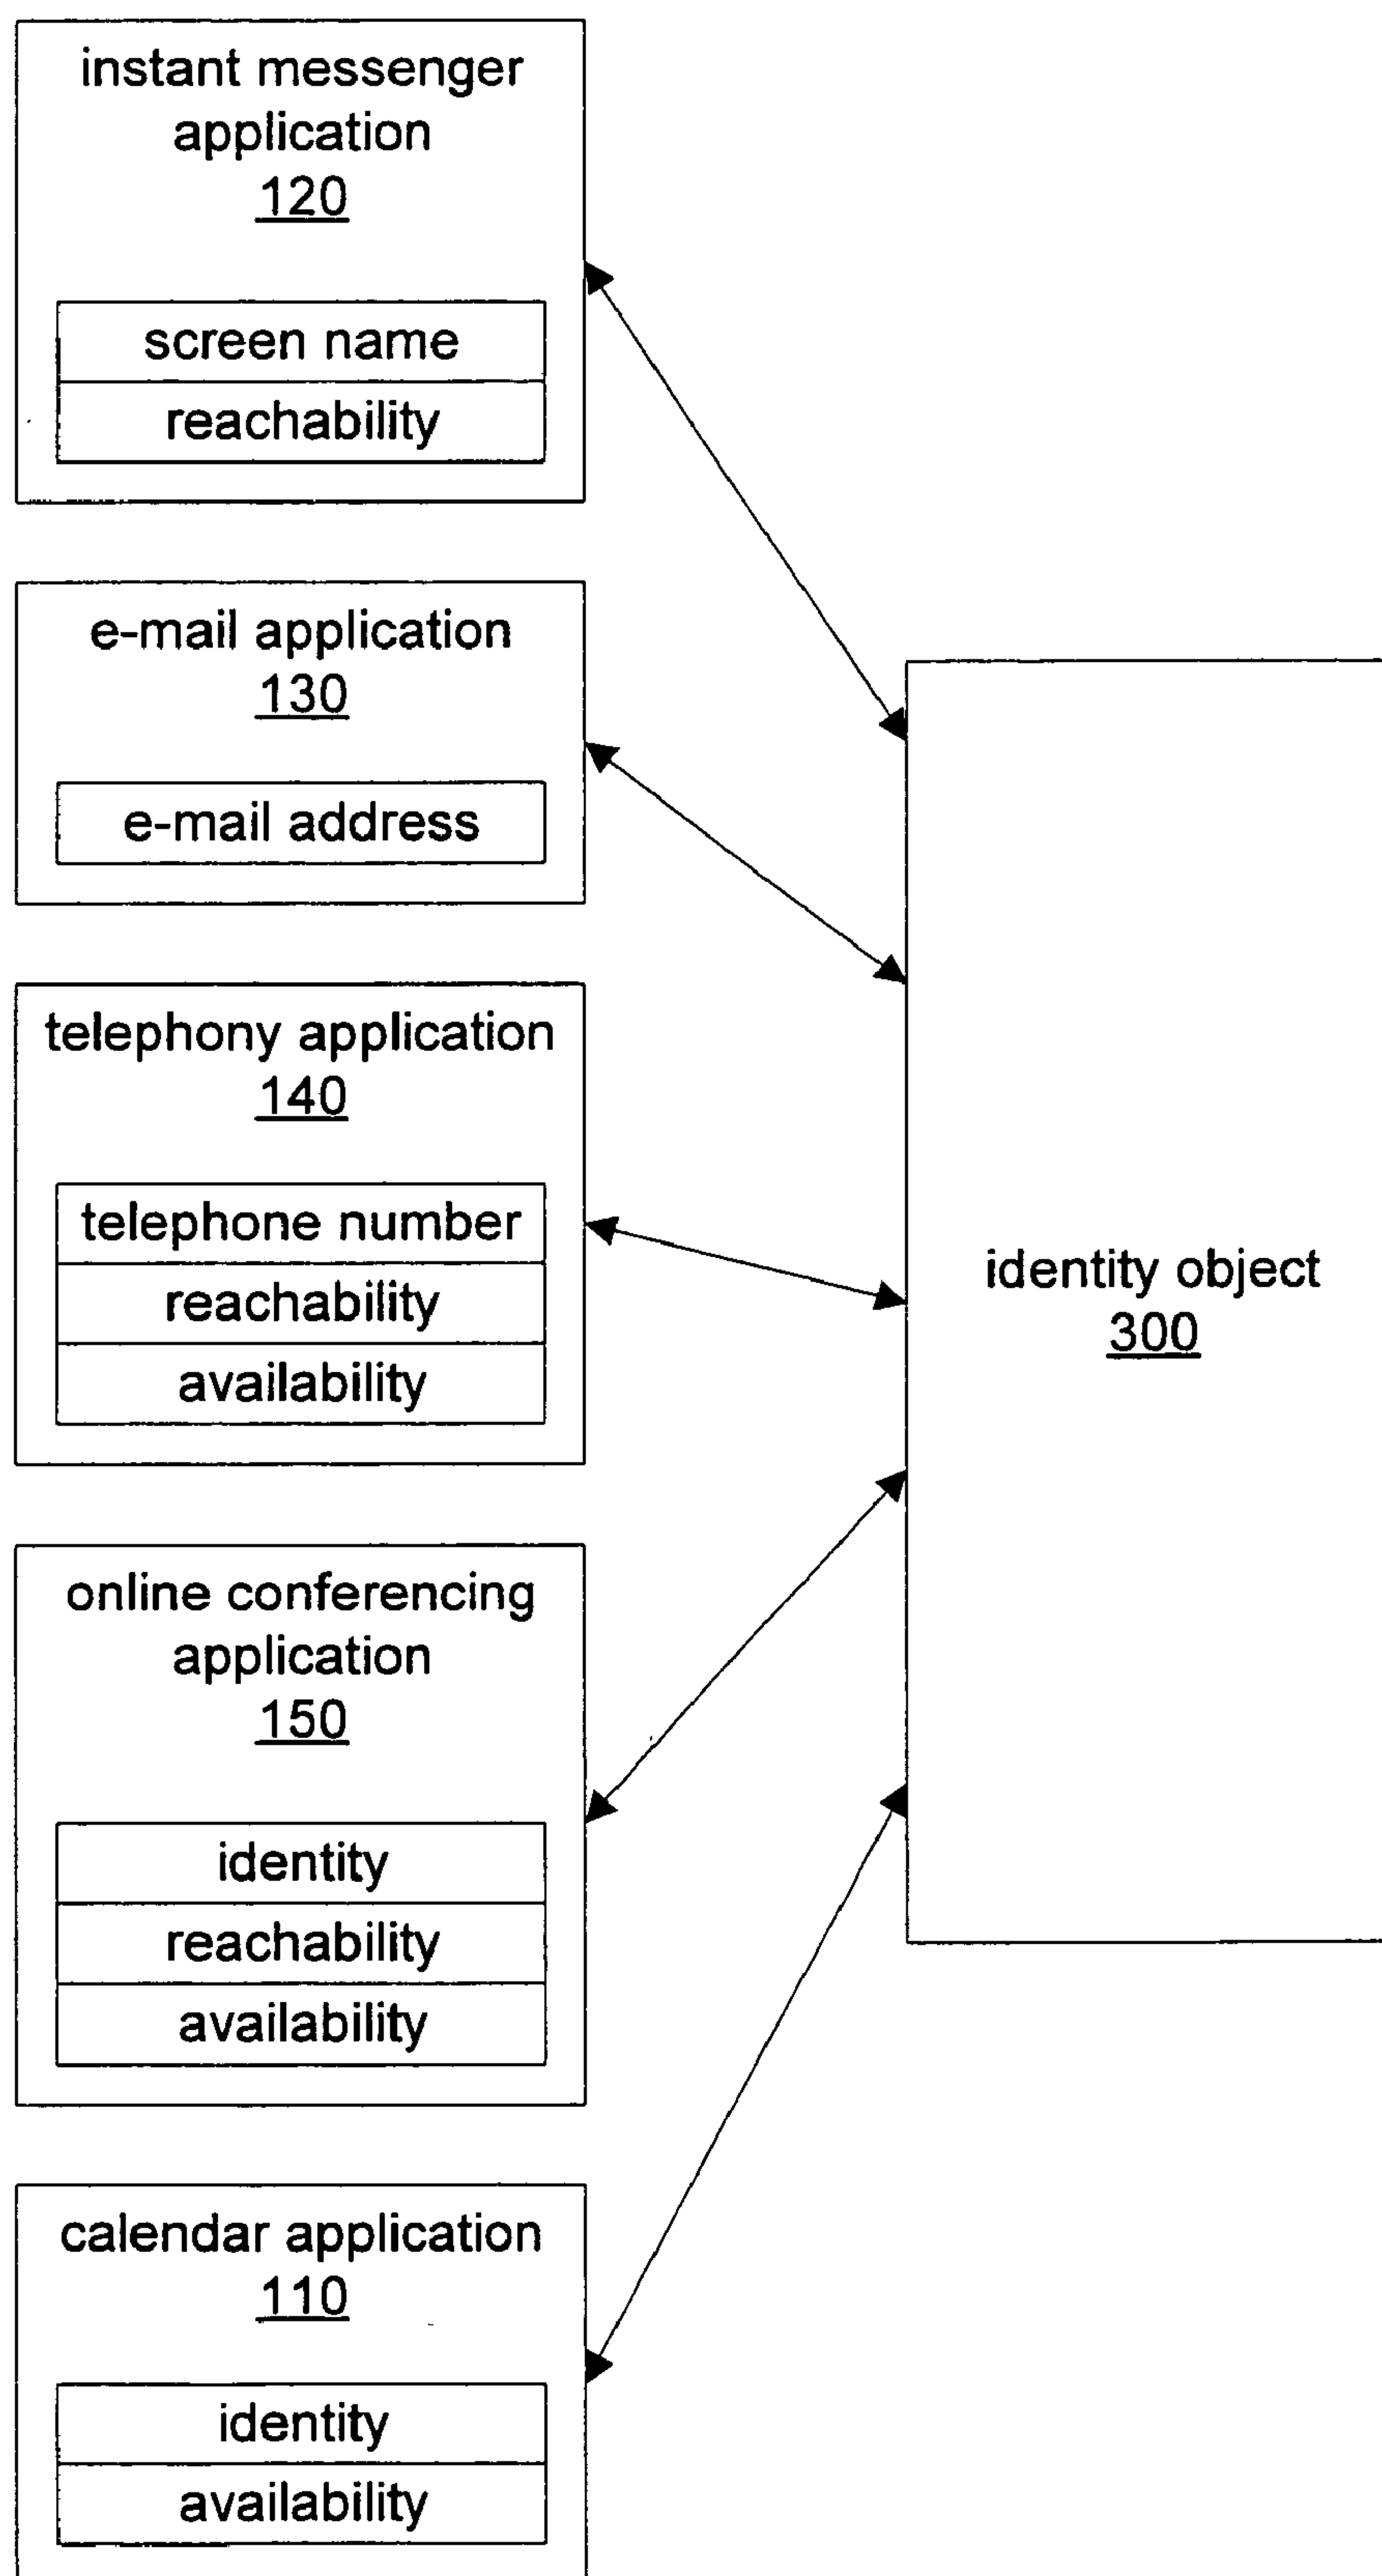 instant messenger
application
120
screen name
reachability
e-mail application
130
e-mail address
telephony application
140
telephone number
reachability
availability
identity object
300
online conferencing
application
150
identity
reachability
availability
calendar application
110
identity
availability